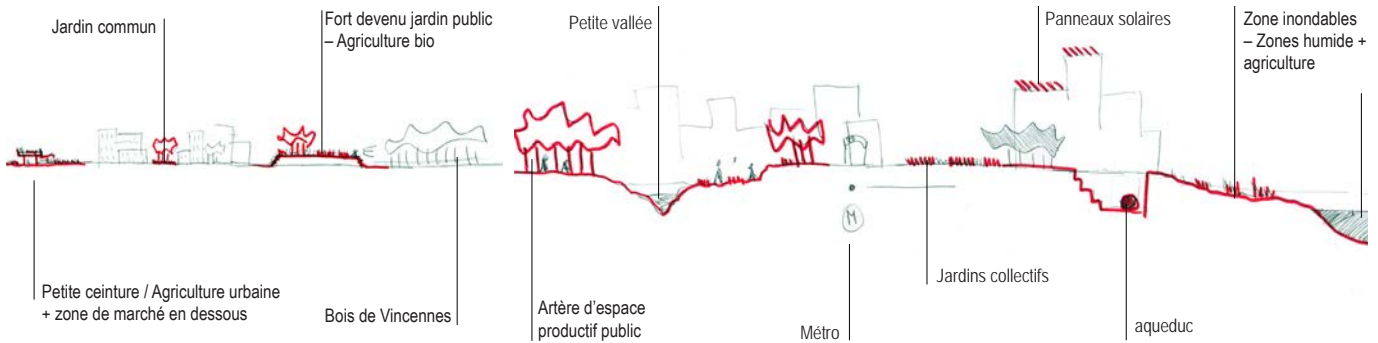 Jardin commun
Fort devenu jardin public
– Agriculture bio
Petite vallée
Panneaux solaires
Zone inondables
– Zones humide +
agriculture
M
Petite ceinture / Agriculture urbaine
+ zone de marché en dessous
Bois de Vincennes
Artère d'espace
productif public
Métro
Jardins collectifs
aqueduc